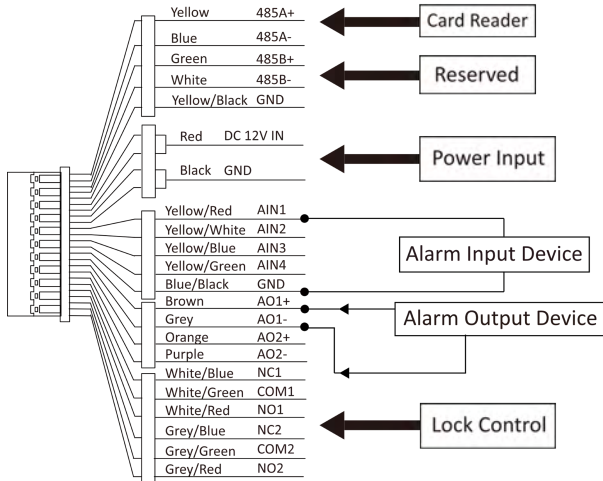 Yellow 485A+
Card Reader
Blue 485A-
Green 485B+
Reserved
White 485B-
Yellow/Black GND
Red DC 12V IN
Power Input
Black GND
Yellow/Red AIN1
Yellow/White AIN2
Alarm Input Device
Yellow/Blue AIN3
Yellow/Green AIN4
Blue/Black GND
Brown AO1+
Alarm Output Device
Grey AO1-
Orange AO2+
Purple AO2-
White/Blue NC1
White/Green COM1
White/Red NO1
Lock Control
Grey/Blue NC2
Grey/Green COM2
Grey/Red NO2